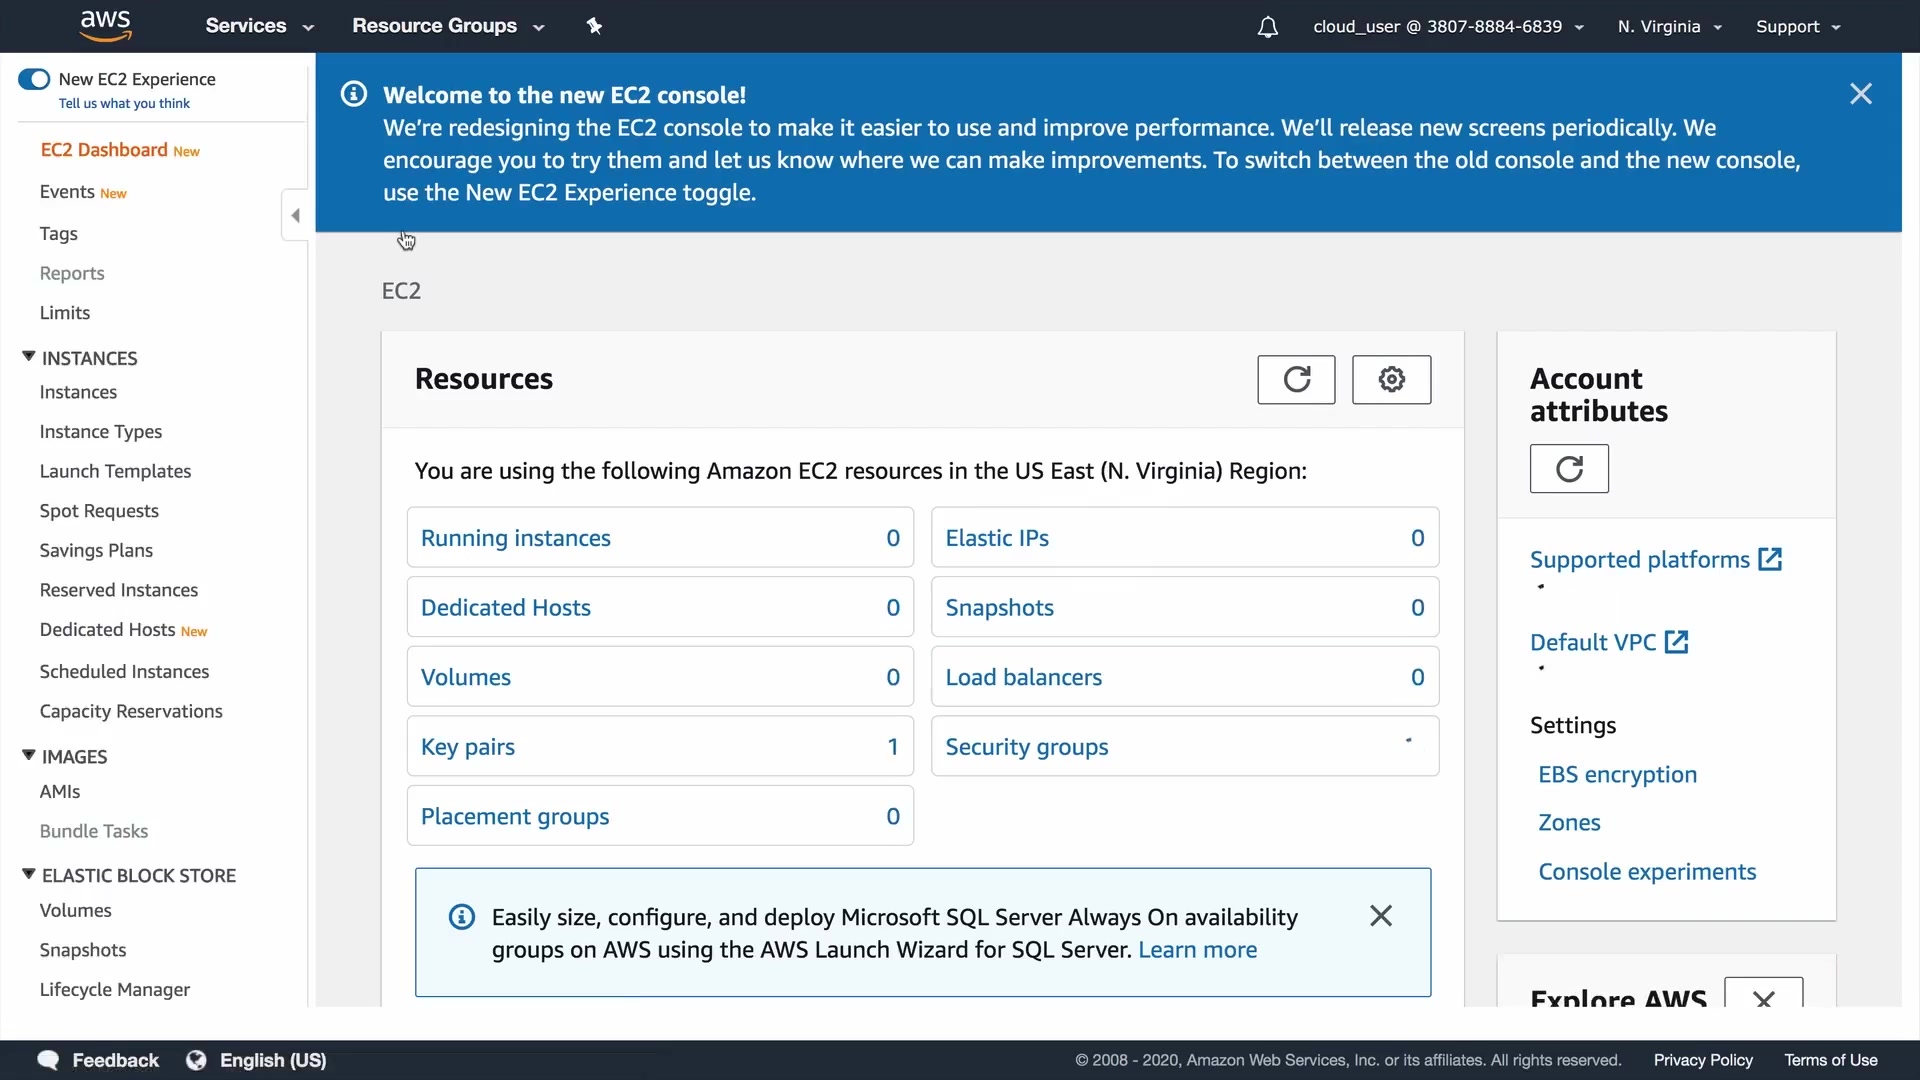 aws
Services
Resource Groups
cloud_user @ 3807-8884-6839
N. Virginia
Support
New EC2 Experience
Tell us what you think
EC2 Dashboard New
Events New
Tags
Reports
Limits
INSTANCES
Instances
Instance Types
Launch Templates
Spot Requests
Savings Plans
Reserved Instances
Dedicated Hosts New
Scheduled Instances
Capacity Reservations
IMAGES
AMIs
Bundle Tasks
ELASTIC BLOCK STORE
Volumes
Snapshots
Lifecycle Manager
Welcome to the new EC2 console!
We’re redesigning the EC2 console to make it easier to use and improve performance. We’ll release new screens periodically. We
encourage you to try them and let us know where we can make improvements. To switch between the old console and the new console,
use the New EC2 Experience toggle.
EC2
Resources
You are using the following Amazon EC2 resources in the US East (N. Virginia) Region:
Running instances 0
Elastic IPs 0
Dedicated Hosts 0
Snapshots 0
Volumes 0
Load balancers 0
Key pairs 1
Security groups
Placement groups 0
Easily size, configure, and deploy Microsoft SQL Server Always On availability
groups on AWS using the AWS Launch Wizard for SQL Server. Learn more
Account
attributes
Supported platforms
Default VPC
Settings
EBS encryption
Zones
Console experiments
Explore AWS
Feedback
English (US)
© 2008 - 2020, Amazon Web Services, Inc. or its affiliates. All rights reserved.
Privacy Policy
Terms of Use